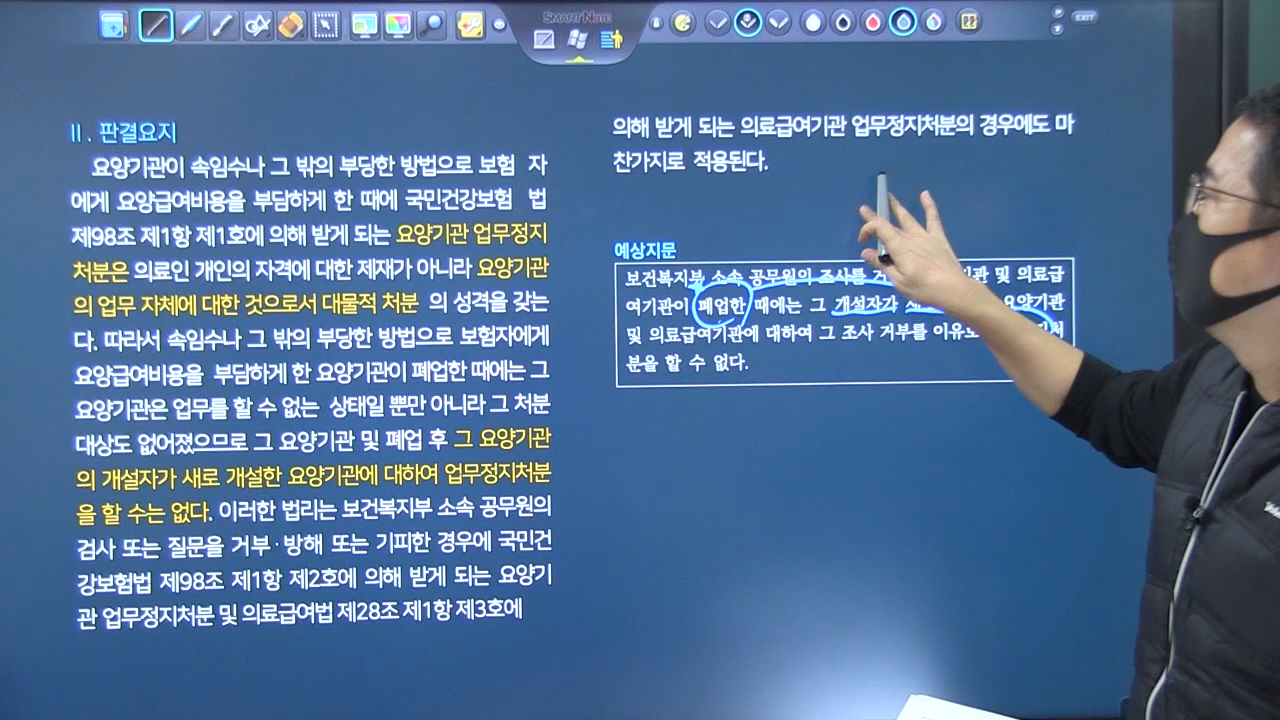 SMARTNOTE
EXIT
II. 판결요지
요양기관이 속임수나 그 밖의 부당한 방법으로 보험 자
에게 요양급여비용을 부담하게 한 때에 국민건강보험 법
제98조 제1항 제1호에 의해 받게 되는 요양기관 업무정지
처분은 의료인 개인의 자격에 대한 제재가 아니라 요양기관
의 업무 자체에 대한 것으로서 대물적 처분 의 성격을 갖는
다. 따라서 속임수나 그 밖의 부당한 방법으로 보험자에게
요양급여비용을 부담하게 한 요양기관이 폐업한 때에는 그
요양기관은 업무를 할 수 없는 상태일 뿐만 아니라 그 처분
대상도 없어졌으므로 그 요양기관 및 폐업 후 그 요양기관
의 개설자가 새로 개설한 요양기관에 대하여 업무정지처분
을 할 수는 없다. 이러한 법리는 보건복지부 소속 공무원의
검사 또는 질문을 거부·방해 또는 기피한 경우에 국민건
강보험법 제98조 제1항 제2호에 의해 받게 되는 요양기
관 업무정지처분 및 의료급여법 제28조 제1항 제3호에
의해 받게 되는 의료급여기관 업무정지처분의 경우에도 마
찬가지로 적용된다.
예상지문
보건복지부 소속 공무원의 조사를 및 의료급
여기관이 폐업한 때에는 그 개설자가 요양기관
및 의료급여기관에 대하여 그 조사 거부를 이유로
분을 할 수 없다.